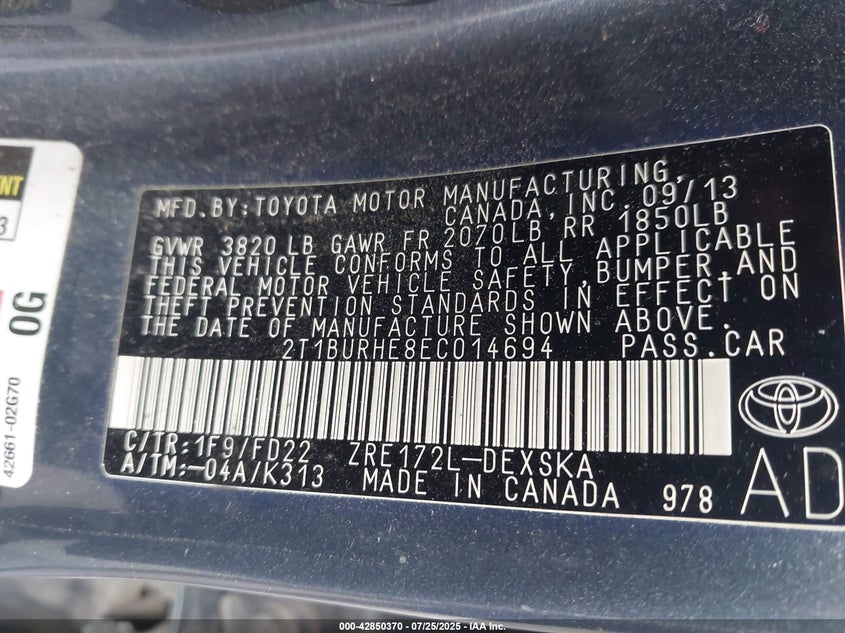 MFD.BY:TOYOTA MOTOR MANUFACTURING,
CANADA, INC. 09/13
GVWR 3820 LB GAWR FR 2070LB RR 1850LB
THIS VEHICLE CONFORMS TO ALL APPLICABLE
FEDERAL MOTOR VEHICLE SAFETY,BUMPER,AND
THEFT PREVENTION STANDARDS IN EFFECT ON
THE DATE OF MANUFACTURE SHOWN ABOVE.
2T1BURHE8EC014694 PASS.CAR
C/TR:1F9/FD22 ZRE172L-DEXSKA
A/TM:-04A/K313 MADE IN CANADA 978 AD
NT
3
0G
42661-02G70
000-42850370 | 07/25/2025 | IAA Inc.